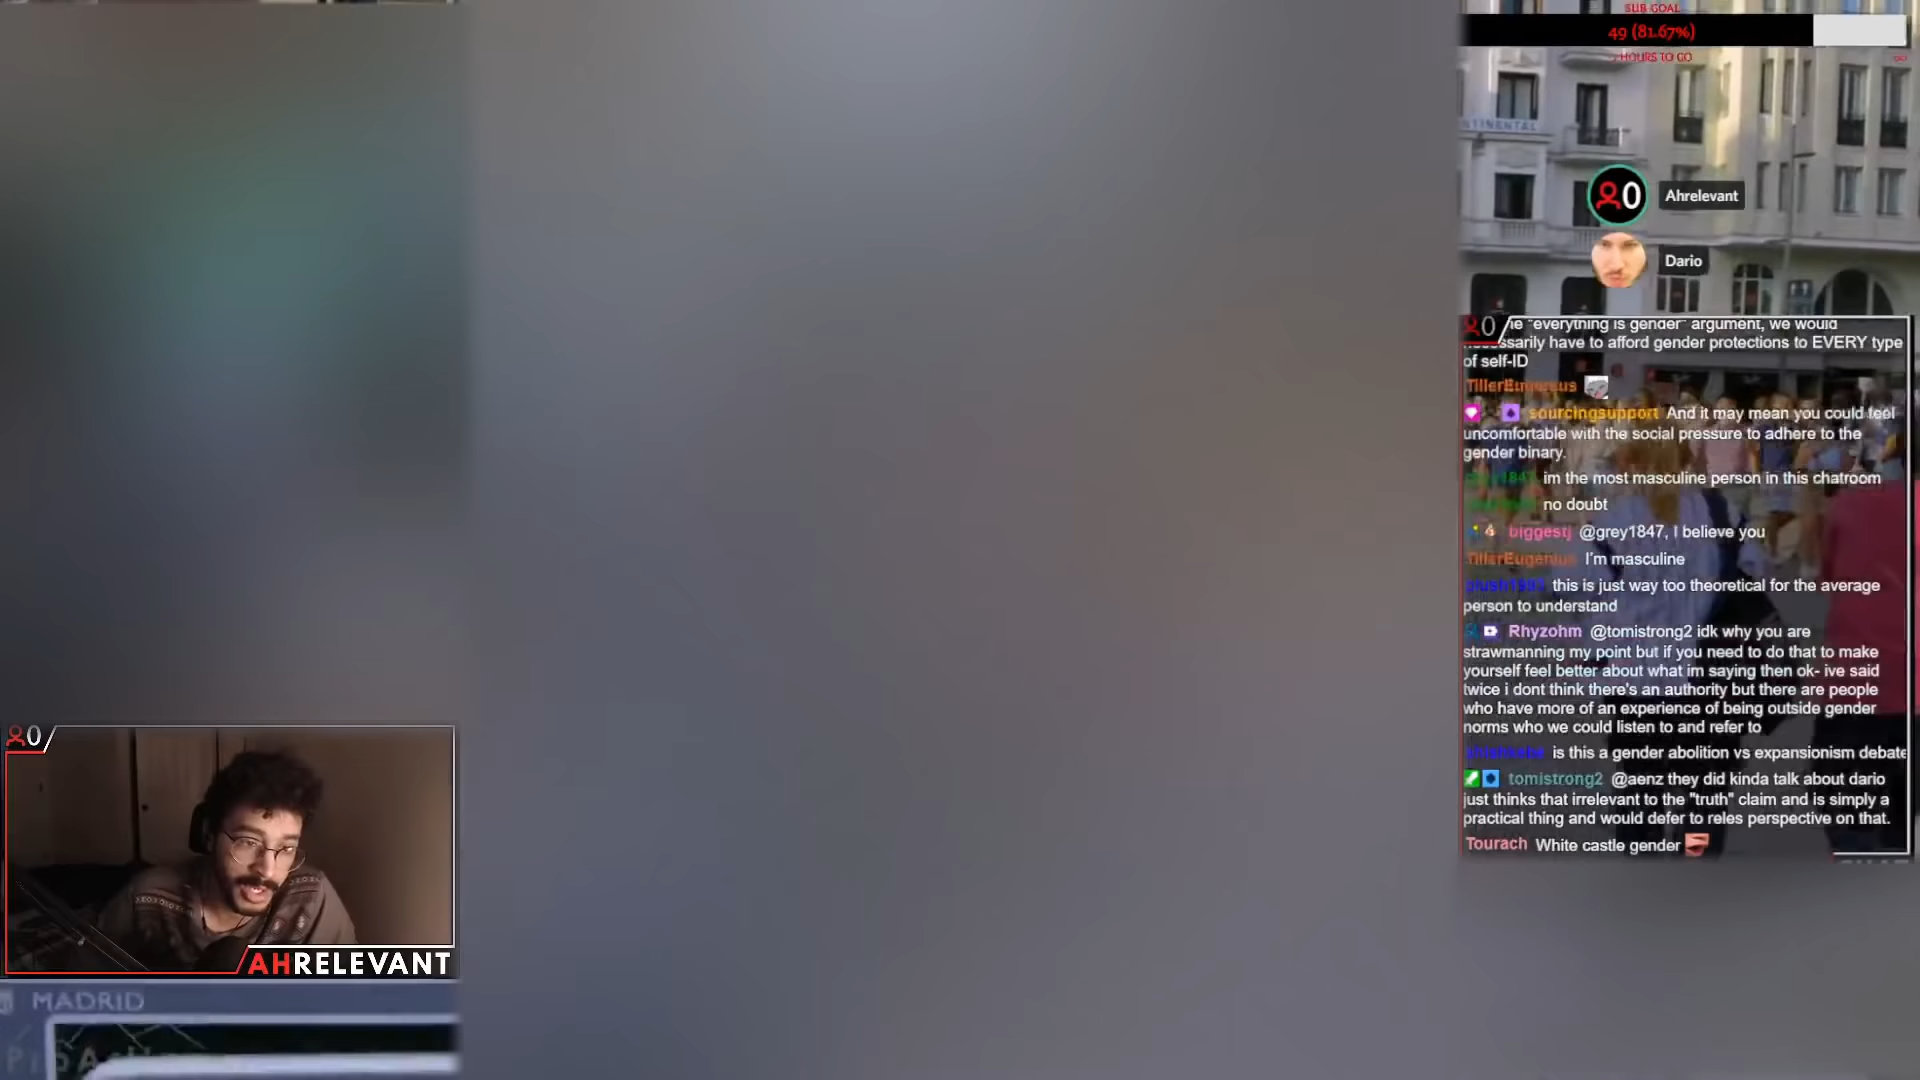 SUB GOAL
49 (81.67%)
HOURS TO GO
TINENTAL
0
Ahrelevant
Dario
0
"everything is gender" argument, we would
necessarily have to afford gender protections to EVERY type
of self-ID
TillerEugenius
sourcingsupport And it may mean you could feel
uncomfortable with the social pressure to adhere to the
gender binary.
grey1847 im the most masculine person in this chatroom
no doubt
biggestj @grey1847, I believe you
TillerEugenius I'm masculine
this is just way too theoretical for the average
person to understand
Rhyzohm @tomistrong2 idk why you are
strawmanning my point but if you need to do that to make
yourself feel better about what im saying then ok- ive said
twice i dont think there's an authority but there are people
who have more of an experience of being outside gender
norms who we could listen to and refer to
is this a gender abolition vs expansionism debate
tomistrong2 @aenz they did kinda talk about dario
just thinks that irrelevant to the "truth" claim and is simply a
practical thing and would defer to reles perspective on that.
Tourach White castle gender
0
AHRELEVANT
MADRID